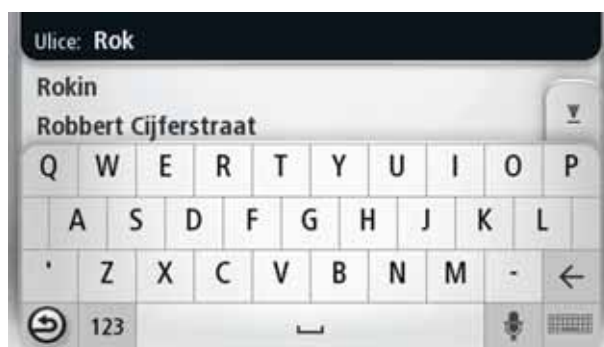 Ulice: Rok
Rokin
Robbert Cijferstraat
Q W E R T Y U I O P
A S D F G H J K L
' Z X C V B N M -
123